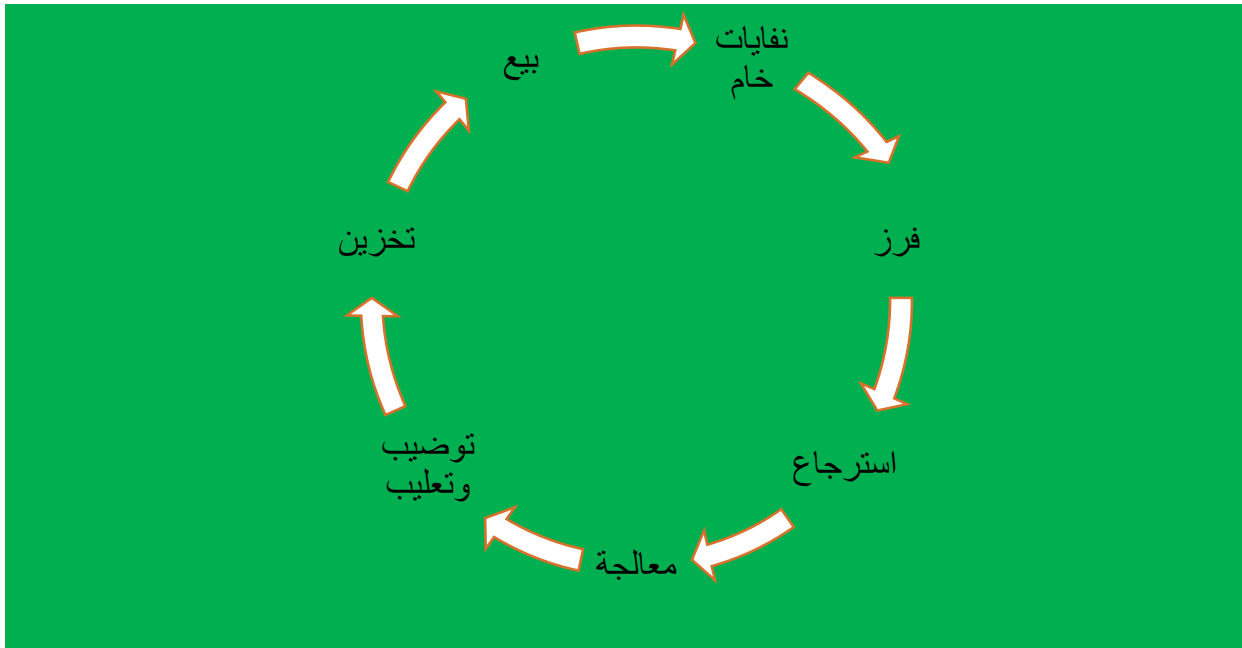 نفايات
خام
فرز
استرجاع
معالجة
توضيب
وتعليب
تخزين
بيع